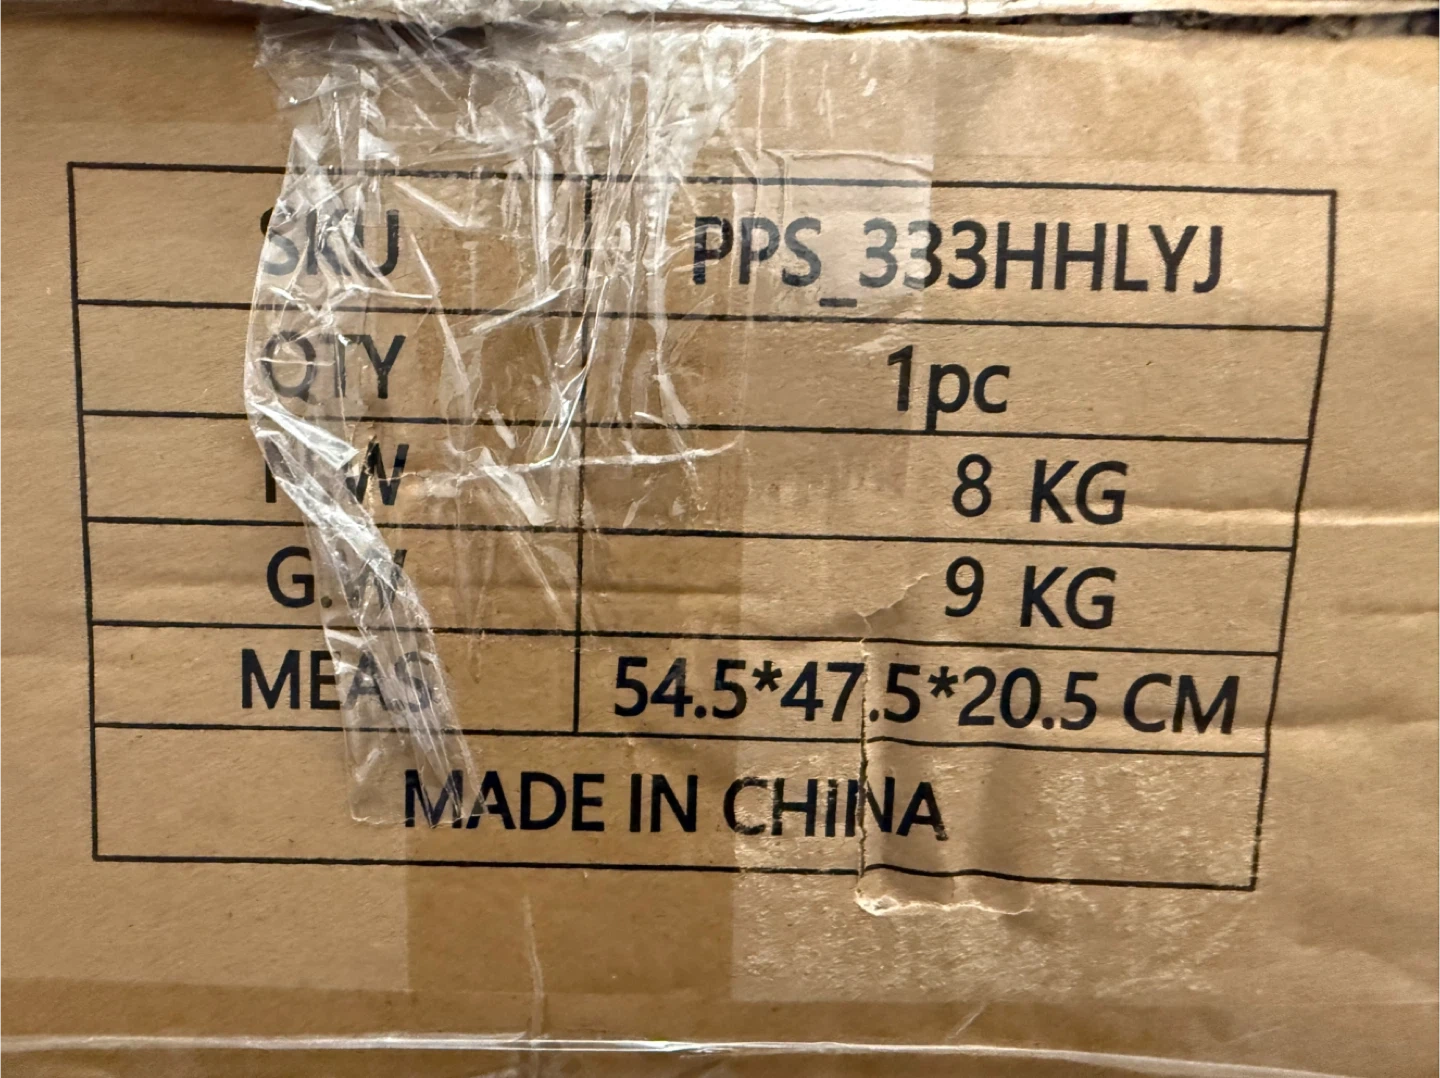 SKU PPS_333HHLYJ
QTY 1pc
N.W 8 KG
G.W 9 KG
MEAS 54.5*47.5*20.5 CM
MADE IN CHINA